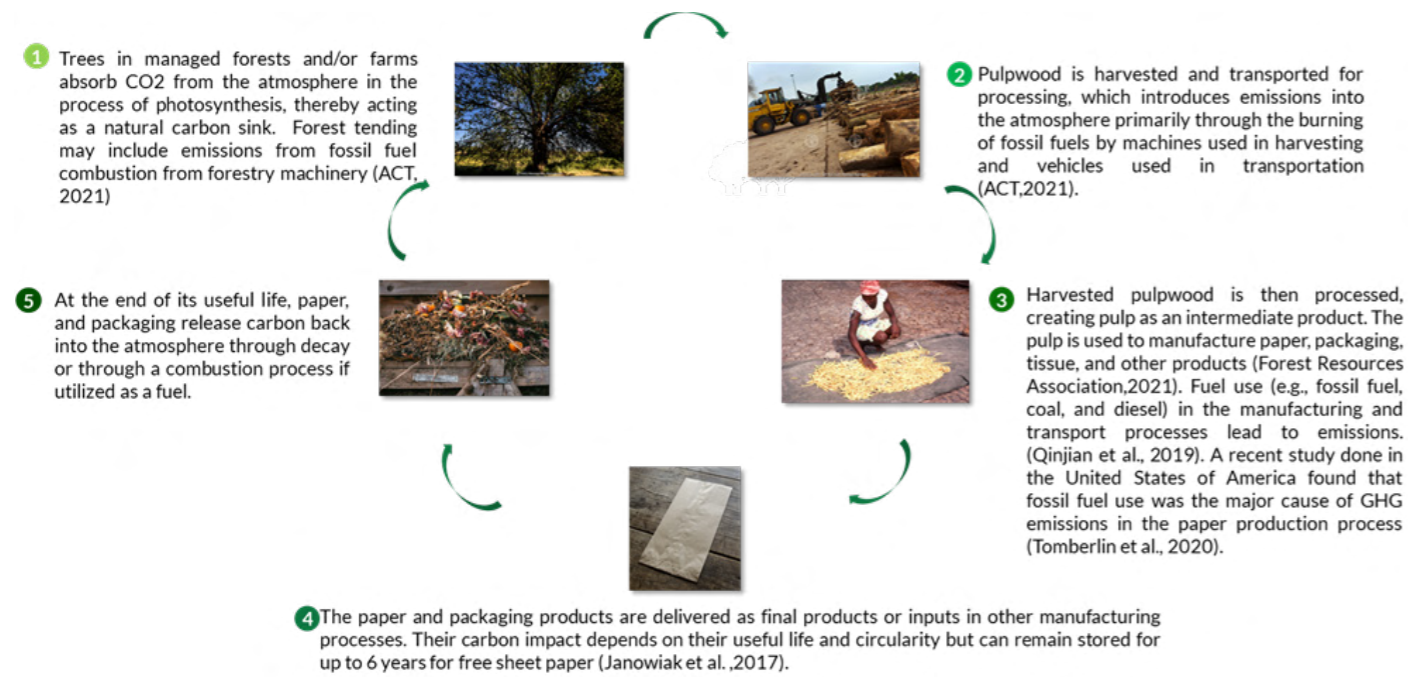 1 Trees in managed forests and/or farms
absorb CO2 from the atmosphere in the
process of photosynthesis, thereby acting
as a natural carbon sink. Forest tending
may include emissions from fossil fuel
combustion from forestry machinery (ACT,
2021)
2 Pulpwood is harvested and transported for
processing, which introduces emissions into
the atmosphere primarily through the burning
of fossil fuels by machines used in harvesting
and vehicles used in transportation
(ACT,2021).
3 Harvested pulpwood is then processed,
creating pulp as an intermediate product. The
pulp is used to manufacture paper, packaging,
tissue, and other products (Forest Resources
Association,2021). Fuel use (e.g., fossil fuel,
coal, and diesel) in the manufacturing and
transport processes lead to emissions.
(Qinjian et al., 2019). A recent study done in
the United States of America found that
fossil fuel use was the major cause of GHG
emissions in the paper production process
(Tomberlin et al., 2020).
4 The paper and packaging products are delivered as final products or inputs in other manufacturing
processes. Their carbon impact depends on their useful life and circularity but can remain stored for
up to 6 years for free sheet paper (Janowiak et al. ,2017).
5 At the end of its useful life, paper,
and packaging release carbon back
into the atmosphere through decay
or through a combustion process if
utilized as a fuel.